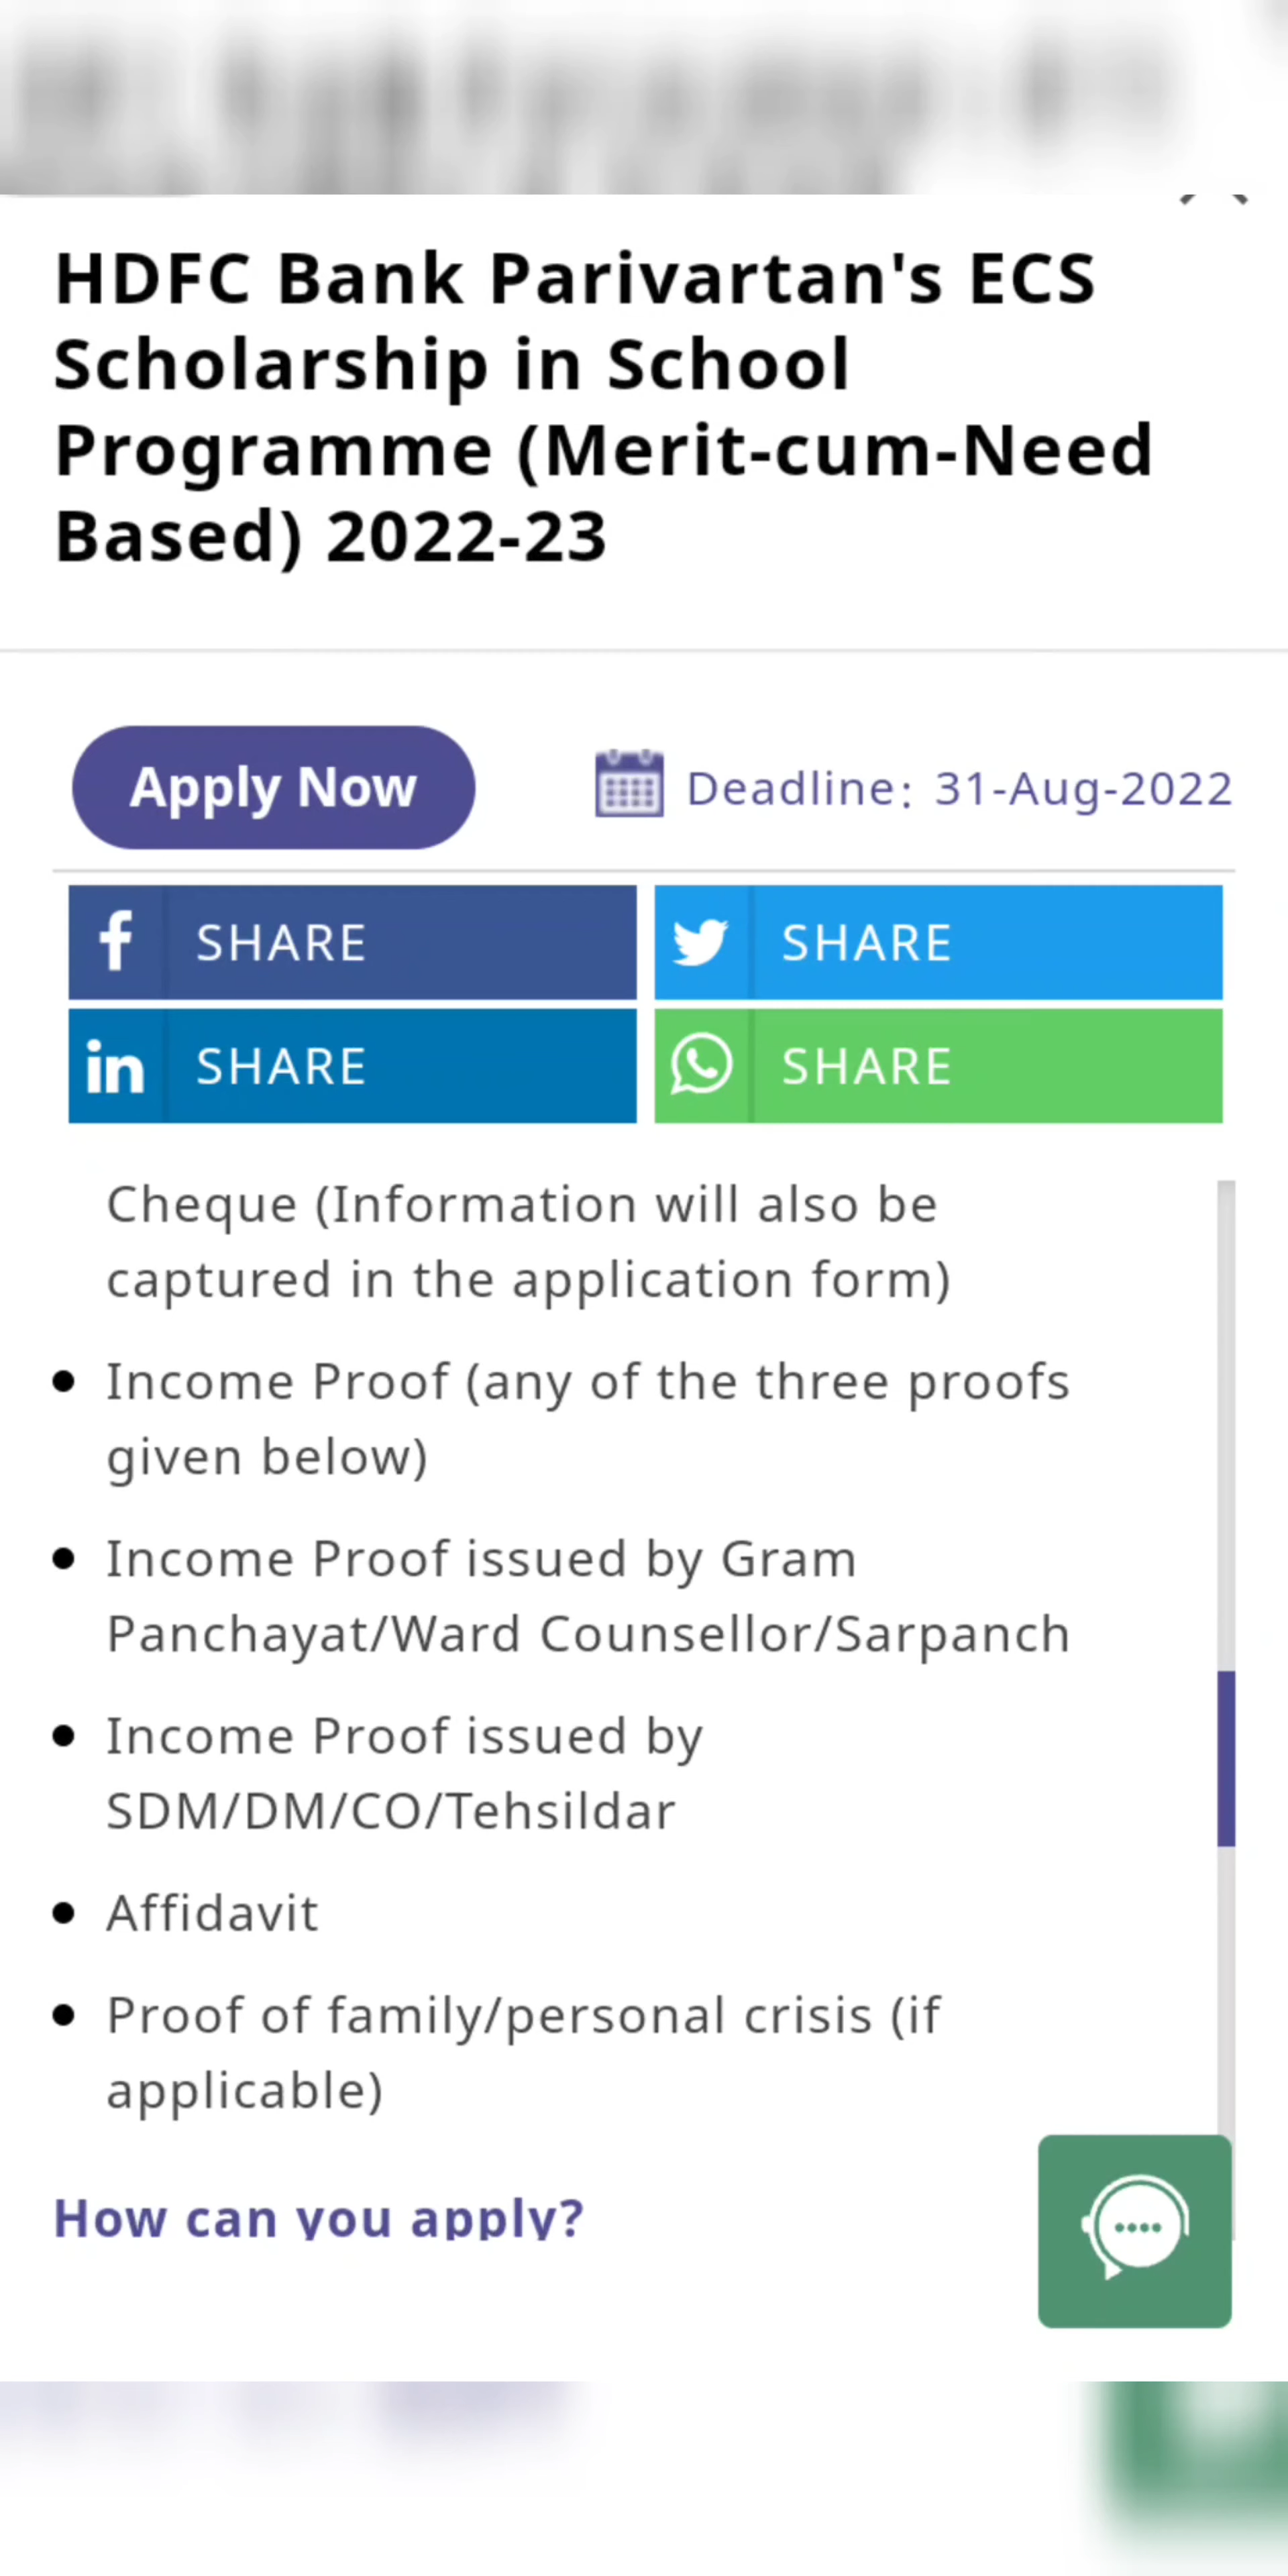 HDFC Bank Parivartan's ECS
Scholarship in School
Programme (Merit-cum-Need
Based) 2022-23
Apply Now
Deadline: 31-Aug-2022
f SHARE
SHARE
in SHARE
SHARE
Cheque (Information will also be
captured in the application form)
• Income Proof (any of the three proofs
given below)
• Income Proof issued by Gram
Panchayat/Ward Counsellor/Sarpanch
• Income Proof issued by
SDM/DM/CO/Tehsildar
• Affidavit
• Proof of family/personal crisis (if
applicable)
How can you apply?